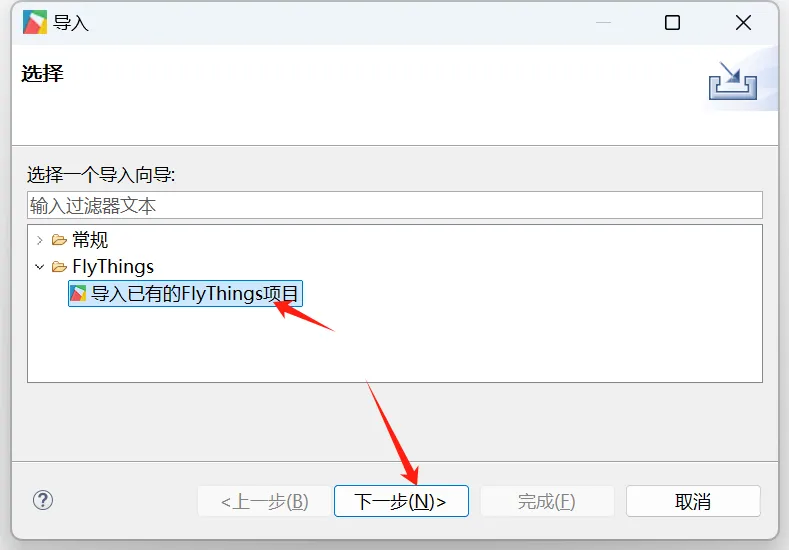 导入
选择
选择一个导入向导:
输入过滤器文本
常规
FlyThings
导入已有的FlyThings项目
<上一步(B) 下一步(N)> 完成(F) 取消